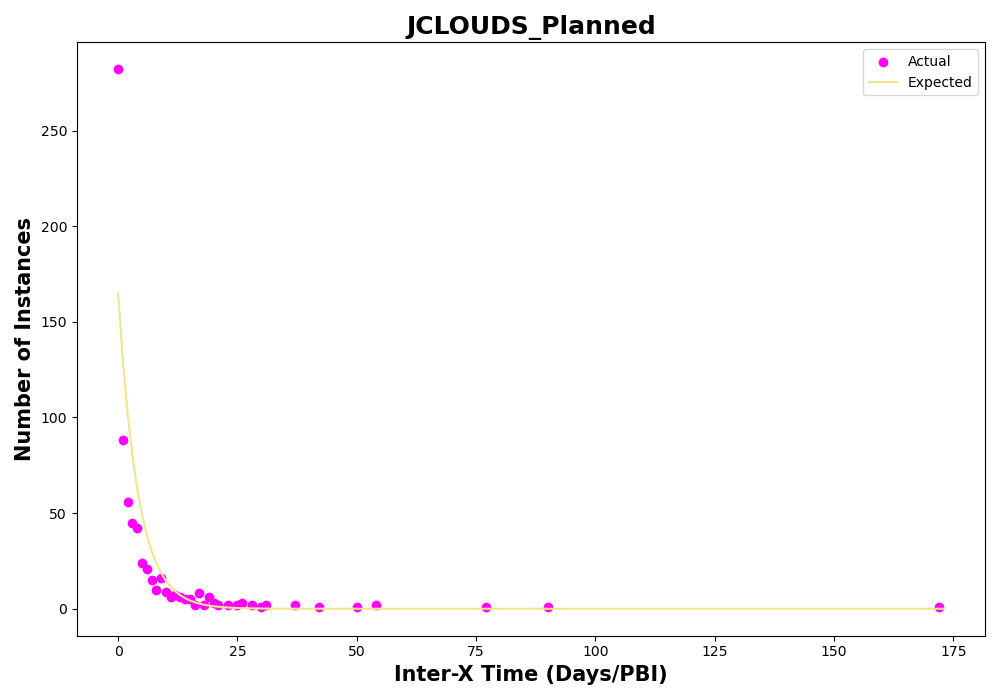 JCLOUDS_Planned
Actual
Expected
Number of Instances
250
200
150
100
50
0
0 25 50 75 100 125 150 175
Inter-X Time (Days/PBI)